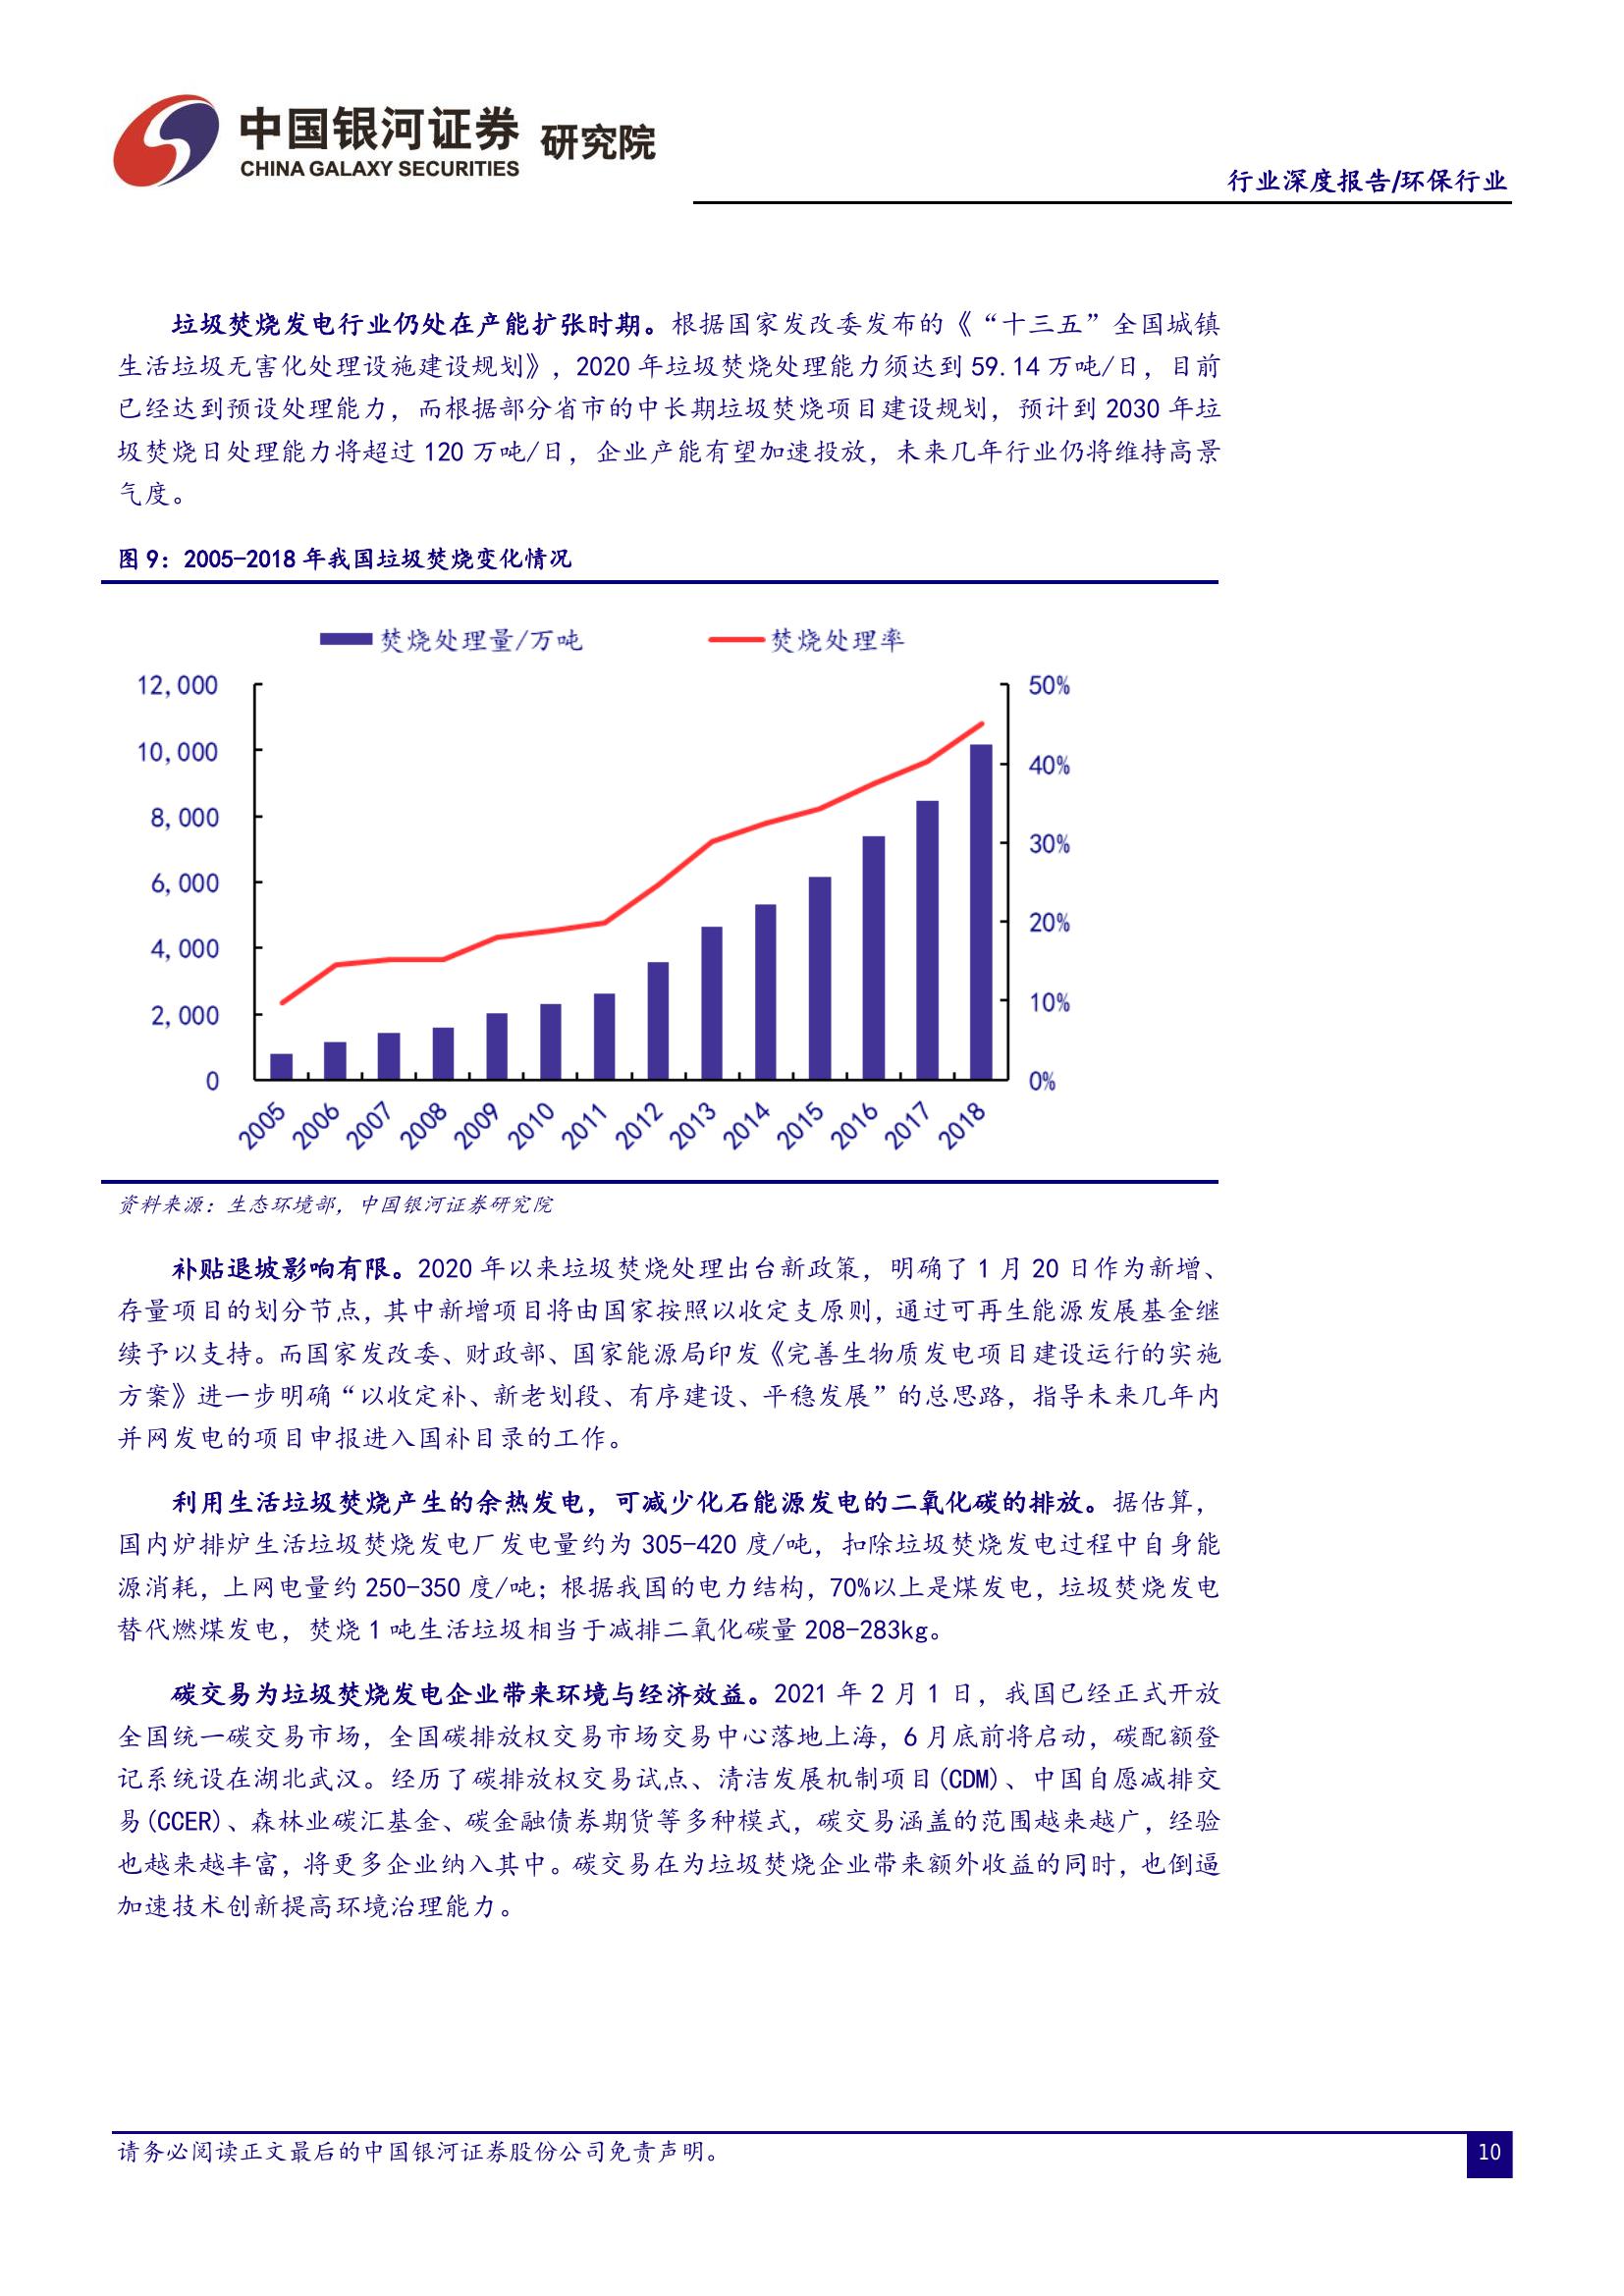 中国银河证券 研究院
CHINA GALAXY SECURITIES
行业深度报告/环保行业
垃圾焚烧发电行业仍处在产能扩张时期。根据国家发改委发布的《“十三五”全国城镇
生活垃圾无害化处理设施建设规划》，2020 年垃圾焚烧处理能力须达到 59.14 万吨/日，目前
已经达到预设处理能力，而根据部分省市的中长期垃圾焚烧项目建设规划，预计到 2030 年垃
圾焚烧日处理能力将超过 120 万吨/日，企业产能有望加速投放，未来几年行业仍将维持高景
气度。
图 9：2005-2018 年我国垃圾焚烧变化情况
焚烧处理量/万吨 焚烧处理率
12,000 50%
10,000 40%
8,000 30%
6,000 20%
4,000 10%
2,000 0%
0
2005 2006 2007 2008 2009 2010 2011 2012 2013 2014 2015 2016 2017 2018
资料来源：生态环境部，中国银河证券研究院
补贴退坡影响有限。2020 年以来垃圾焚烧处理出台新政策，明确了 1 月 20 日作为新增、
存量项目的划分节点，其中新增项目将由国家按照以收定支原则，通过可再生能源发展基金继
续予以支持。而国家发改委、财政部、国家能源局印发《完善生物质发电项目建设运行的实施
方案》进一步明确“以收定补、新老划段、有序建设、平稳发展”的总思路，指导未来几年内
并网发电的项目申报进入国补目录的工作。
利用生活垃圾焚烧产生的余热发电，可减少化石能源发电的二氧化碳的排放。据估算，
国内炉排炉生活垃圾焚烧发电厂发电量约为 305-420 度/吨，扣除垃圾焚烧发电过程中自身能
源消耗，上网电量约 250-350 度/吨；根据我国的电力结构，70%以上是煤发电，垃圾焚烧发电
替代燃煤发电，焚烧 1 吨生活垃圾相当于减排二氧化碳量 208-283kg。
碳交易为垃圾焚烧发电企业带来环境与经济效益。2021 年 2 月 1 日，我国已经正式开放
全国统一碳交易市场，全国碳排放权交易市场交易中心落地上海，6 月底前将启动，碳配额登
记系统设在湖北武汉。经历了碳排放权交易试点、清洁发展机制项目(CDM)、中国自愿减排交
易(CCER)、森林业碳汇基金、碳金融债券期货等多种模式，碳交易涵盖的范围越来越广，经验
也越来越丰富，将更多企业纳入其中。碳交易在为垃圾焚烧企业带来额外收益的同时，也倒逼
加速技术创新提高环境治理能力。
请务必阅读正文最后的中国银河证券股份公司免责声明。
10